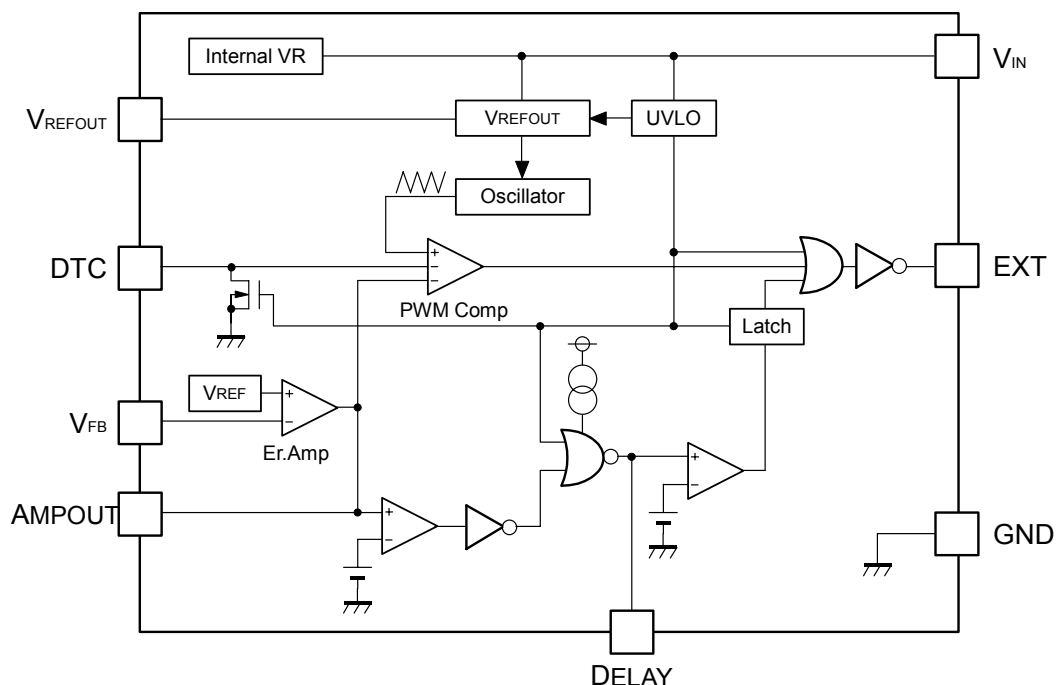 Internal VR
VIN
VREFOUT
VREFOUT
UVLO
Oscillator
DTC
+
−
−
PWM Comp
EXT
Latch
VREF
+
−
VFB
Er.Amp
+
−
AMPOUT
+
−
GND
DELAY